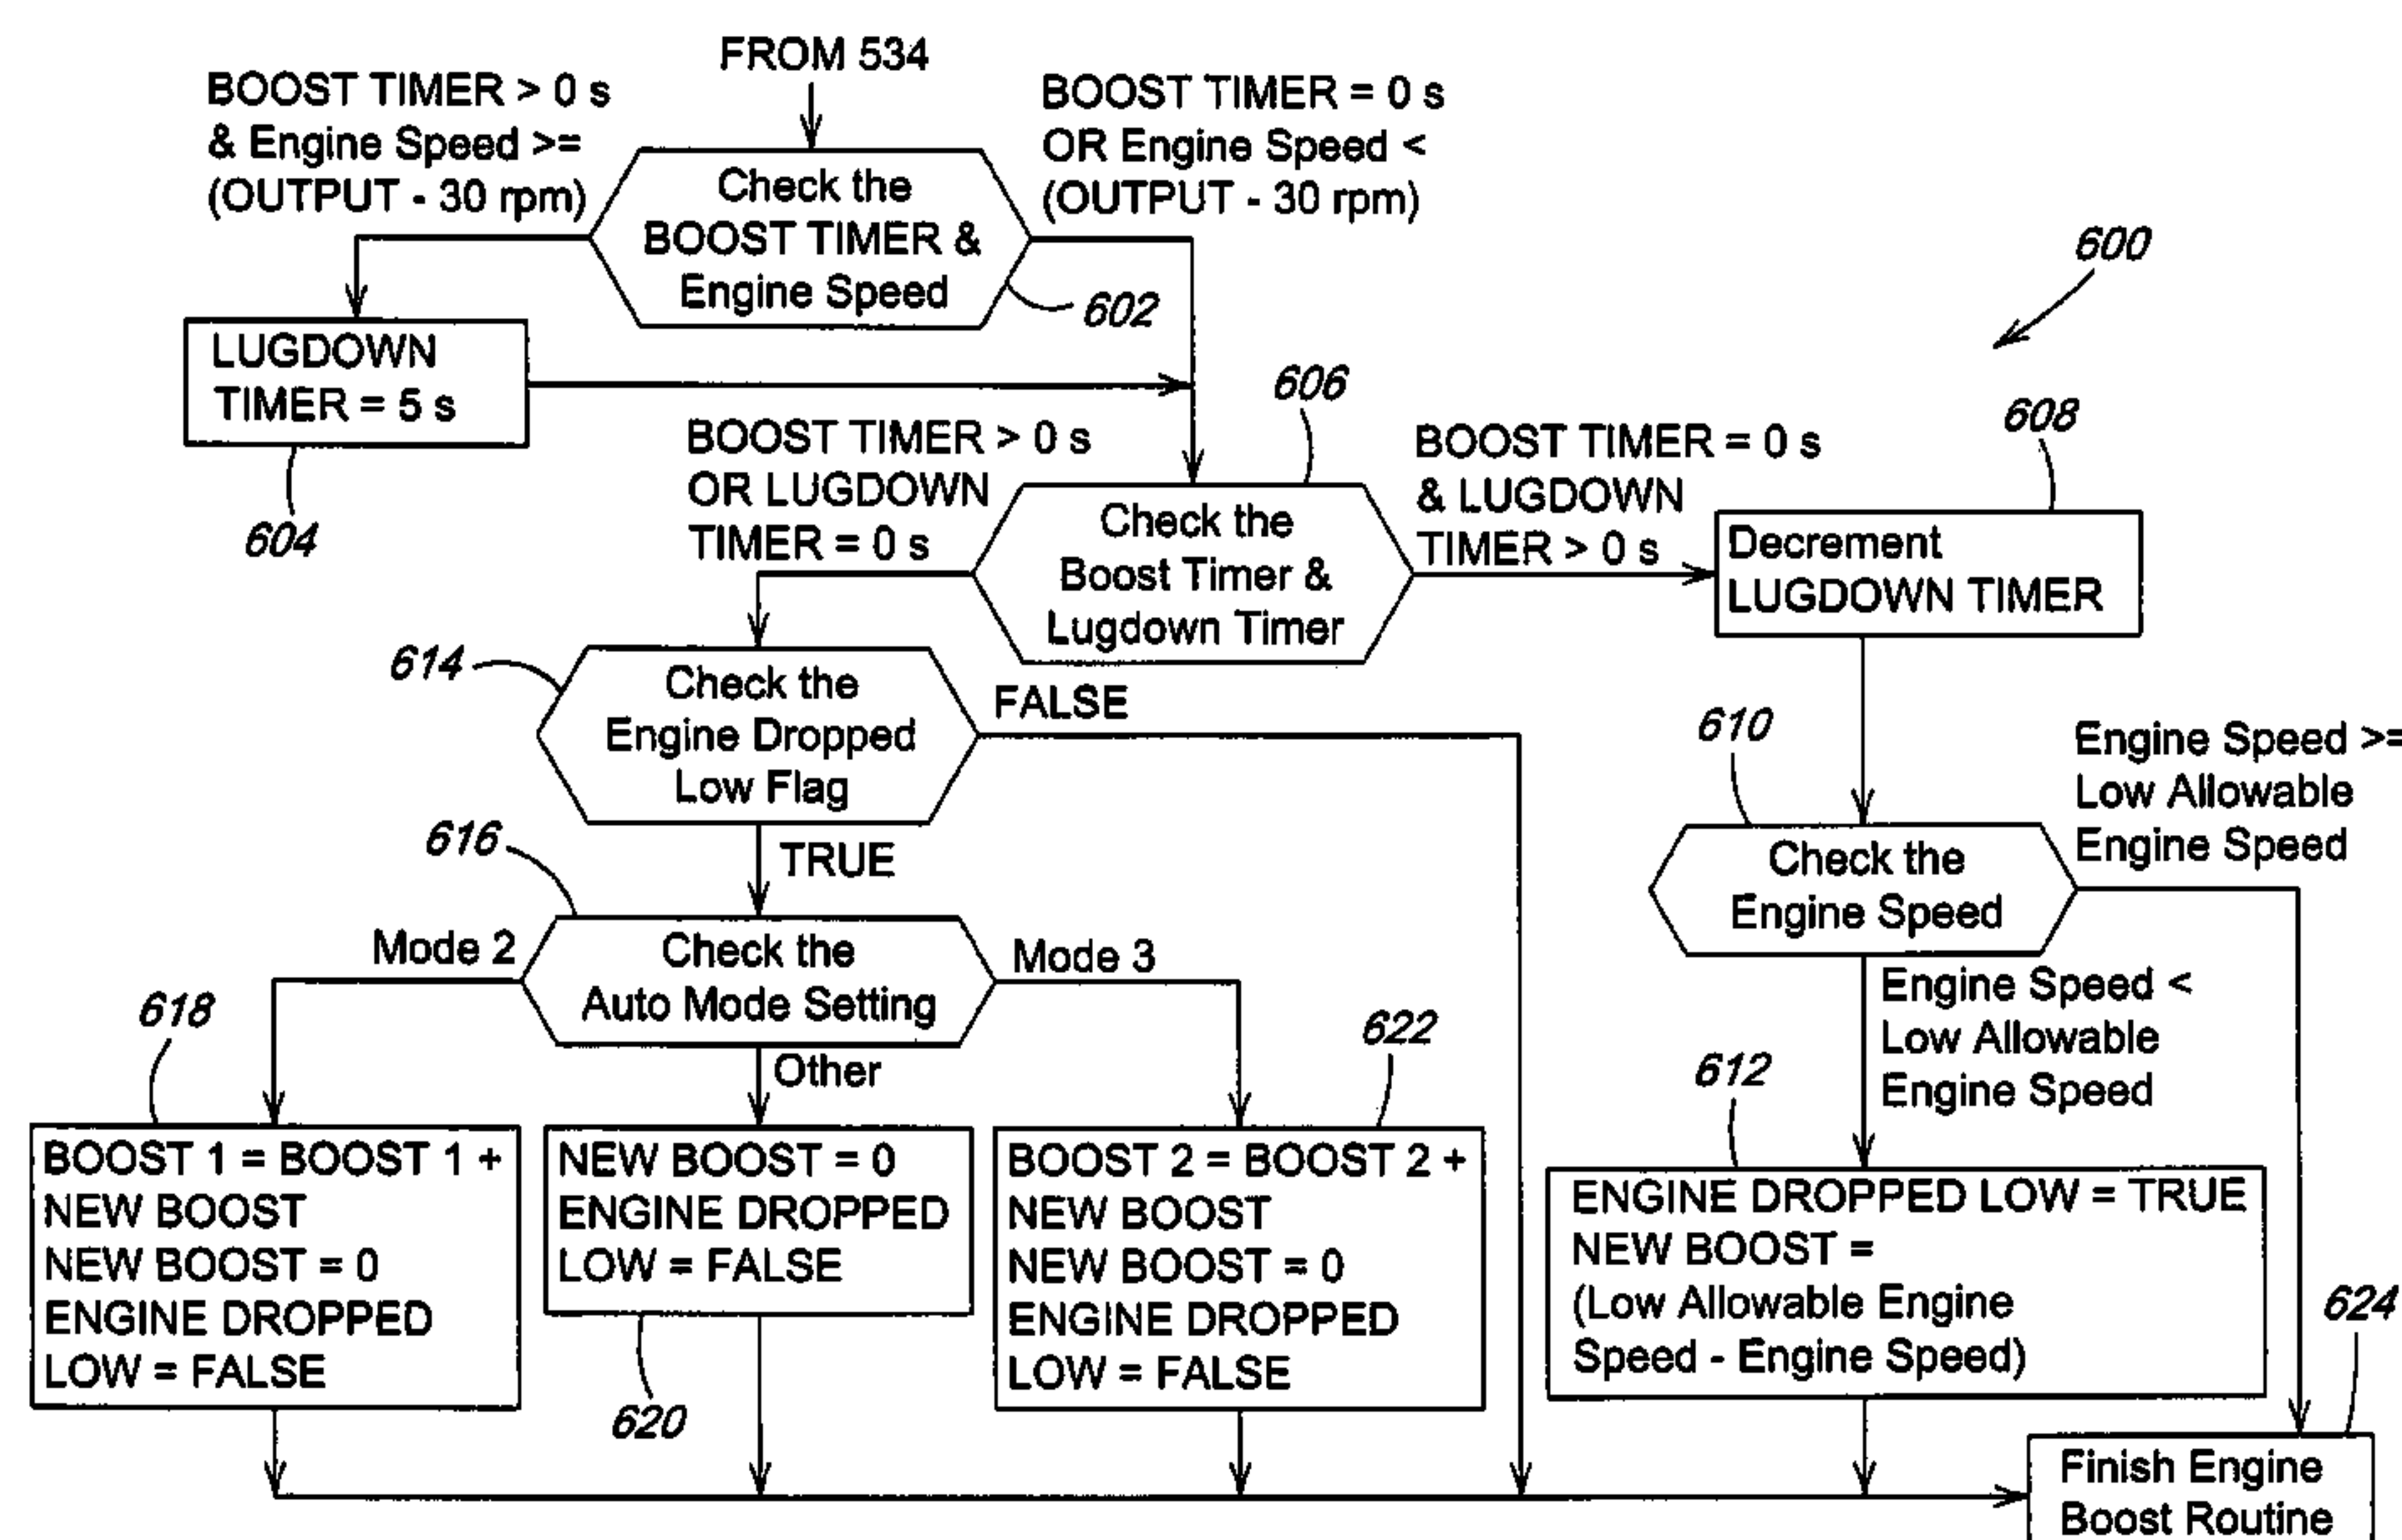 FROM 534
BOOST TIMER > 0 s
& Engine Speed >=
(OUTPUT - 30 rpm)
BOOST TIMER = 0 s
OR Engine Speed <
(OUTPUT - 30 rpm)
Check the
BOOST TIMER &
Engine Speed
602
600
LUGDOWN
TIMER = 5 s
604
606
608
BOOST TIMER > 0 s
OR LUGDOWN
TIMER = 0 s
BOOST TIMER = 0 s
& LUGDOWN
TIMER > 0 s
Check the
Boost Timer &
Lugdown Timer
Decrement
LUGDOWN TIMER
614
Check the
Engine Dropped
Low Flag
FALSE
TRUE
610
Engine Speed >=
Low Allowable
Engine Speed
Check the
Engine Speed
616
Mode 2
Check the
Auto Mode Setting
Mode 3
Other
Engine Speed <
Low Allowable
Engine Speed
618
622
612
BOOST 1 = BOOST 1 +
NEW BOOST
NEW BOOST = 0
ENGINE DROPPED
LOW = FALSE
NEW BOOST = 0
ENGINE DROPPED
LOW = FALSE
620
BOOST 2 = BOOST 2 +
NEW BOOST
NEW BOOST = 0
ENGINE DROPPED
LOW = FALSE
ENGINE DROPPED LOW = TRUE
NEW BOOST =
(Low Allowable Engine
Speed - Engine Speed)
624
Finish Engine
Boost Routine